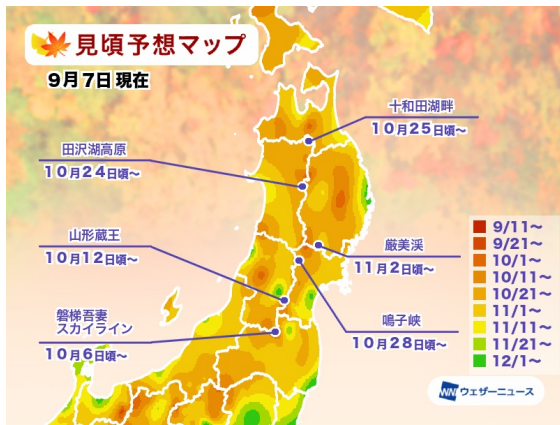 見頃予想マップ
9月7日現在
十和田湖畔
10月25日頃〜
田沢湖高原
10月24日頃〜
山形蔵王
10月12日頃〜
厳美渓
11月2日頃〜
磐梯吾妻
スカイライン
10月6日頃〜
鳴子峡
10月28日頃〜
9/11〜
9/21〜
10/1〜
10/11〜
10/21〜
11/1〜
11/11〜
11/21〜
12/1〜
WNI ウェザーニュース